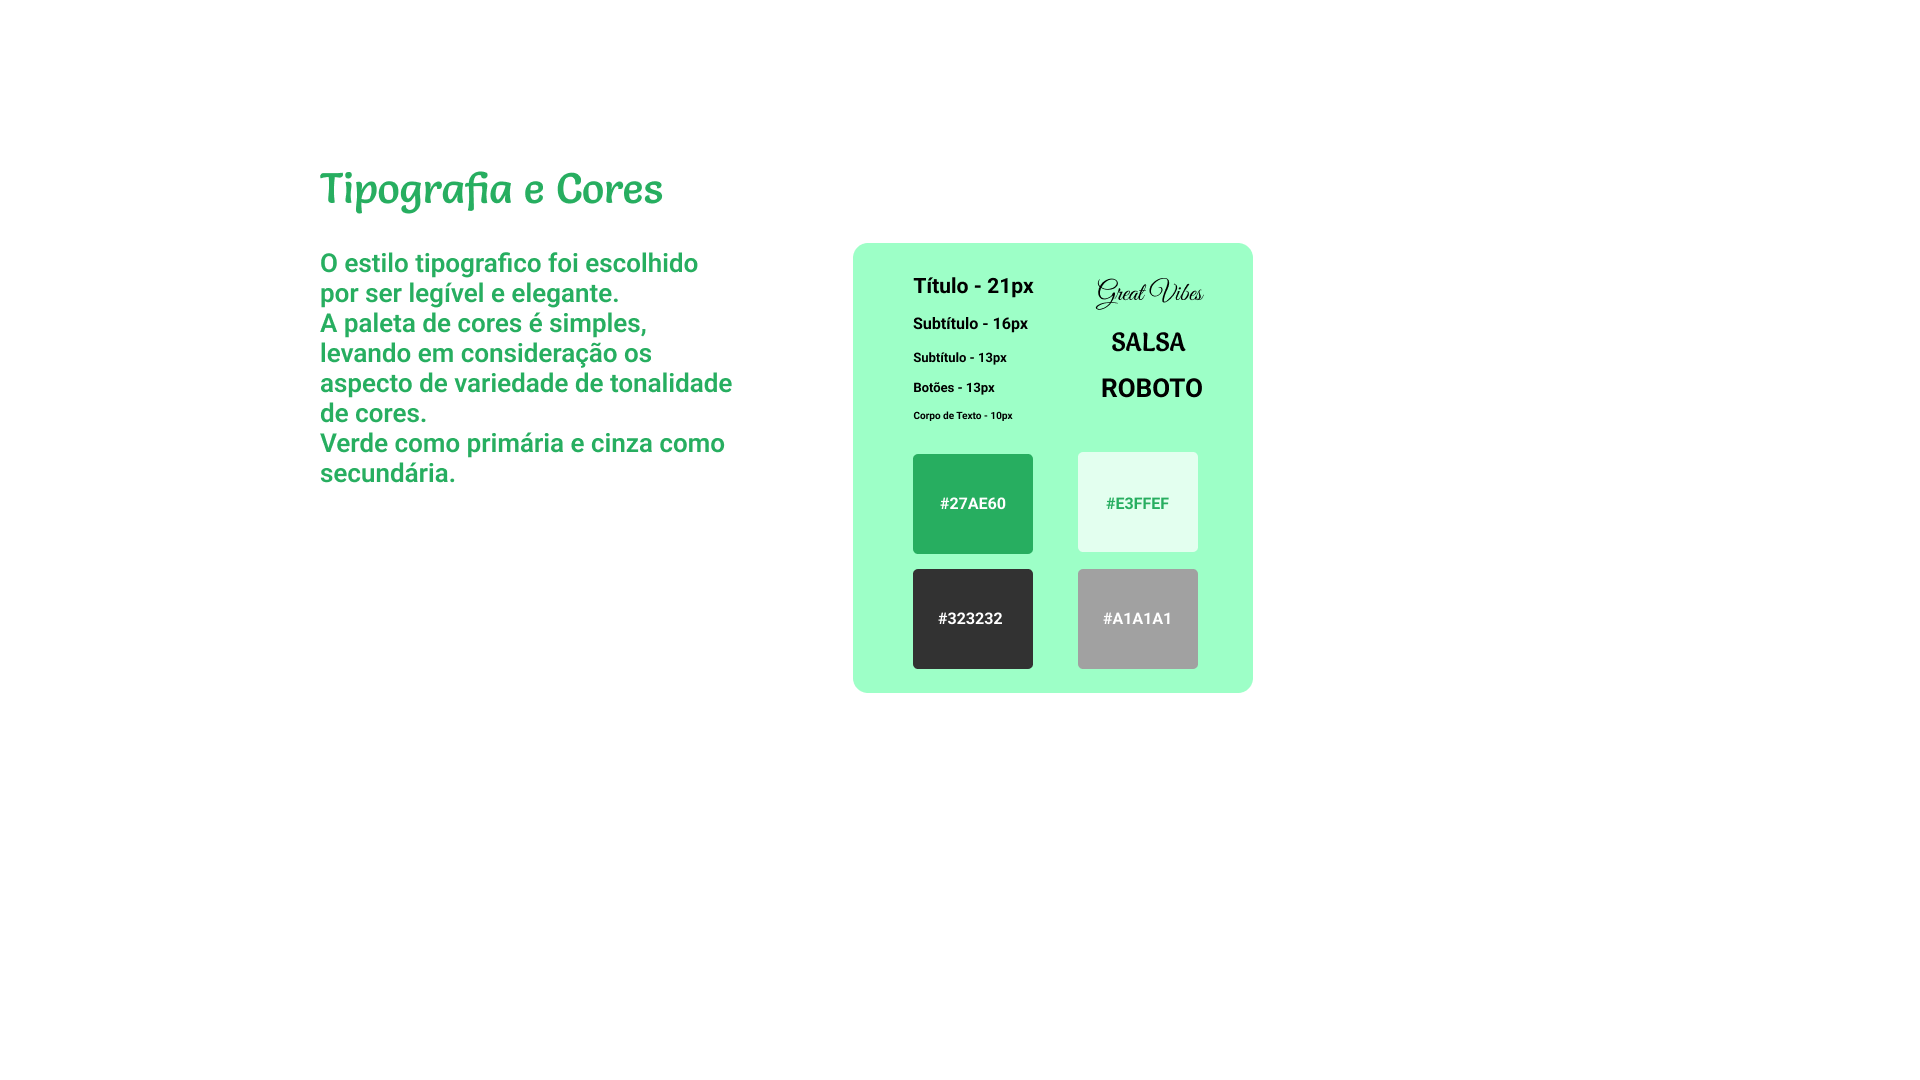 Tipografia e Cores
O estilo tipografico foi escolhido
por ser legível e elegante.
A paleta de cores é simples,
levando em consideração os
aspecto de variedade de tonalidade
de cores.
Verde como primária e cinza como
secundária.
Título - 21px
Subtítulo - 16px
Subtítulo - 13px
Botões - 13px
Corpo de Texto - 10px
Great Vibes
SALSA
ROBOTO
#27AE60
#E3FFEF
#323232
#A1A1A1